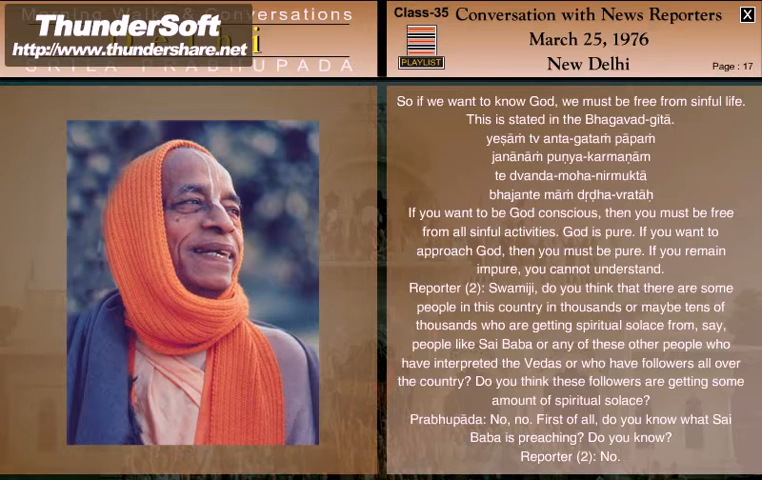 Morning Walks & Conversations
ThunderSoft
http://www.thundershare.net
SRILA PRABHUPADA
Class-35
PLAYLIST
Conversation with News Reporters
March 25, 1976
New Delhi
X
Page : 17
So if we want to know God, we must be free from sinful life.
This is stated in the Bhagavad-gītā.
yeṣāṁ tv anta-gataṁ pāpaṁ
janānāṁ puṇya-karmaṇām
te dvanda-moha-nirmuktā
bhajante māṁ dṛḍha-vratāḥ
If you want to be God conscious, then you must be free
from all sinful activities. God is pure. If you want to
approach God, then you must be pure. If you remain
impure, you cannot understand.
Reporter (2): Swamiji, do you think that there are some
people in this country in thousands or maybe tens of
thousands who are getting spiritual solace from, say,
people like Sai Baba or any of these other people who
have interpreted the Vedas or who have followers all over
the country? Do you think these followers are getting some
amount of spiritual solace?
Prabhupāda: No, no. First of all, do you know what Sai
Baba is preaching? Do you know?
Reporter (2): No.